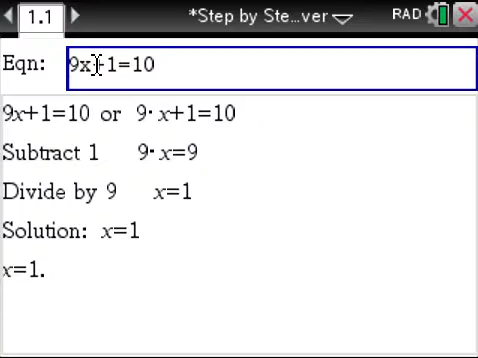 1.1 *Step by Ste...ver RAD
Eqn: 9x+1=10
9x+1=10 or 9· x+1=10
Subtract 1 9· x=9
Divide by 9 x=1
Solution: x=1
x=1.